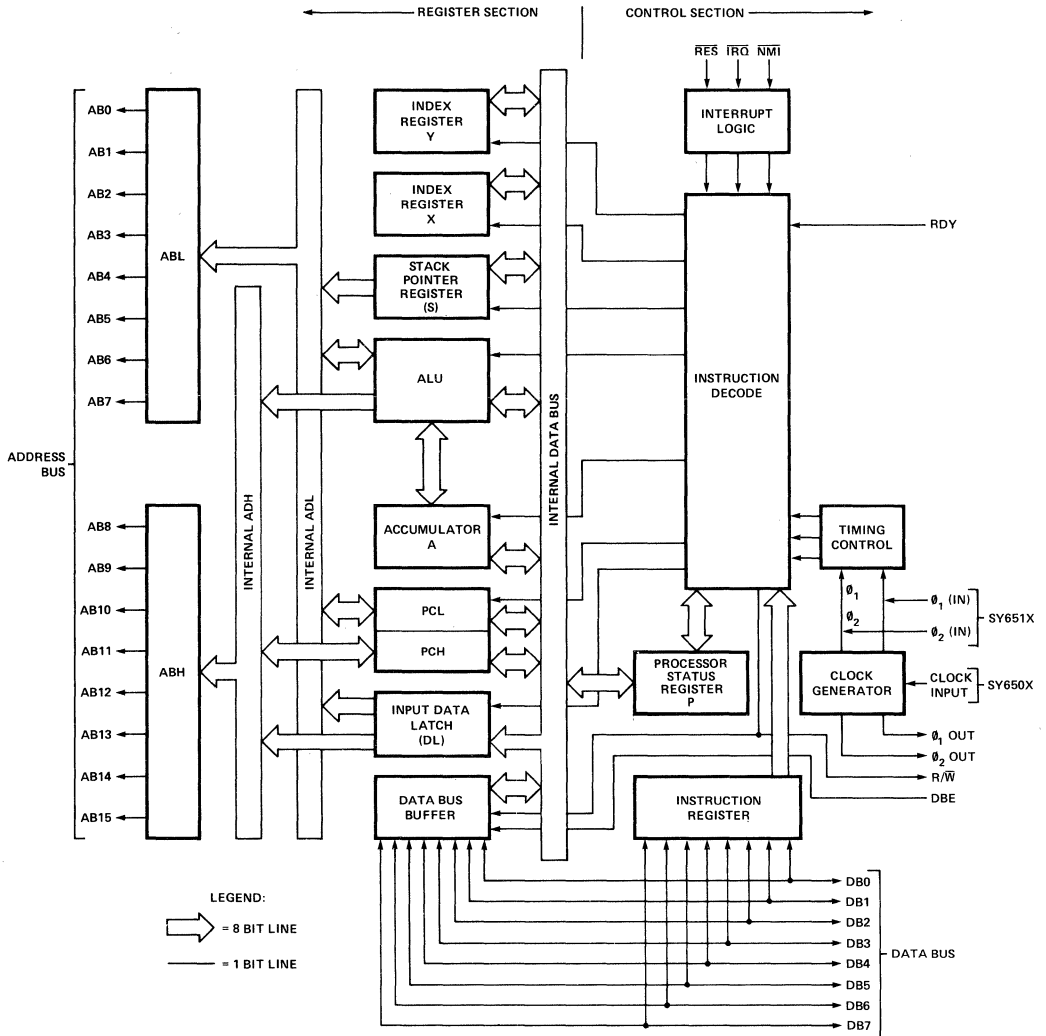 REGISTER SECTION
CONTROL SECTION
RES IRQ NMI
INTERRUPT
LOGIC
INDEX
REGISTER
Y
INDEX
REGISTER
X
STACK
POINTER
REGISTER
(S)
ALU
ACCUMULATOR
A
PCL
PCH
INPUT DATA
LATCH
(DL)
DATA BUS
BUFFER
INTERNAL ADH
INTERNAL ADL
INTERNAL DATA BUS
ADDRESS
BUS
AB0
AB1
AB2
AB3
AB4
AB5
AB6
AB7
ABL
AB8
AB9
AB10
AB11
AB12
AB13
AB14
AB15
ABH
RDY
INSTRUCTION
DECODE
TIMING
CONTROL
Ø1
Ø2
Ø1 (IN)
Ø2 (IN)
SY651X
PROCESSOR
STATUS
REGISTER
P
CLOCK
GENERATOR
CLOCK
INPUT
SY650X
Ø1 OUT
Ø2 OUT
R/W̅
DBE
INSTRUCTION
REGISTER
DB0
DB1
DB2
DB3
DB4
DB5
DB6
DB7
DATA BUS
LEGEND:
= 8 BIT LINE
= 1 BIT LINE